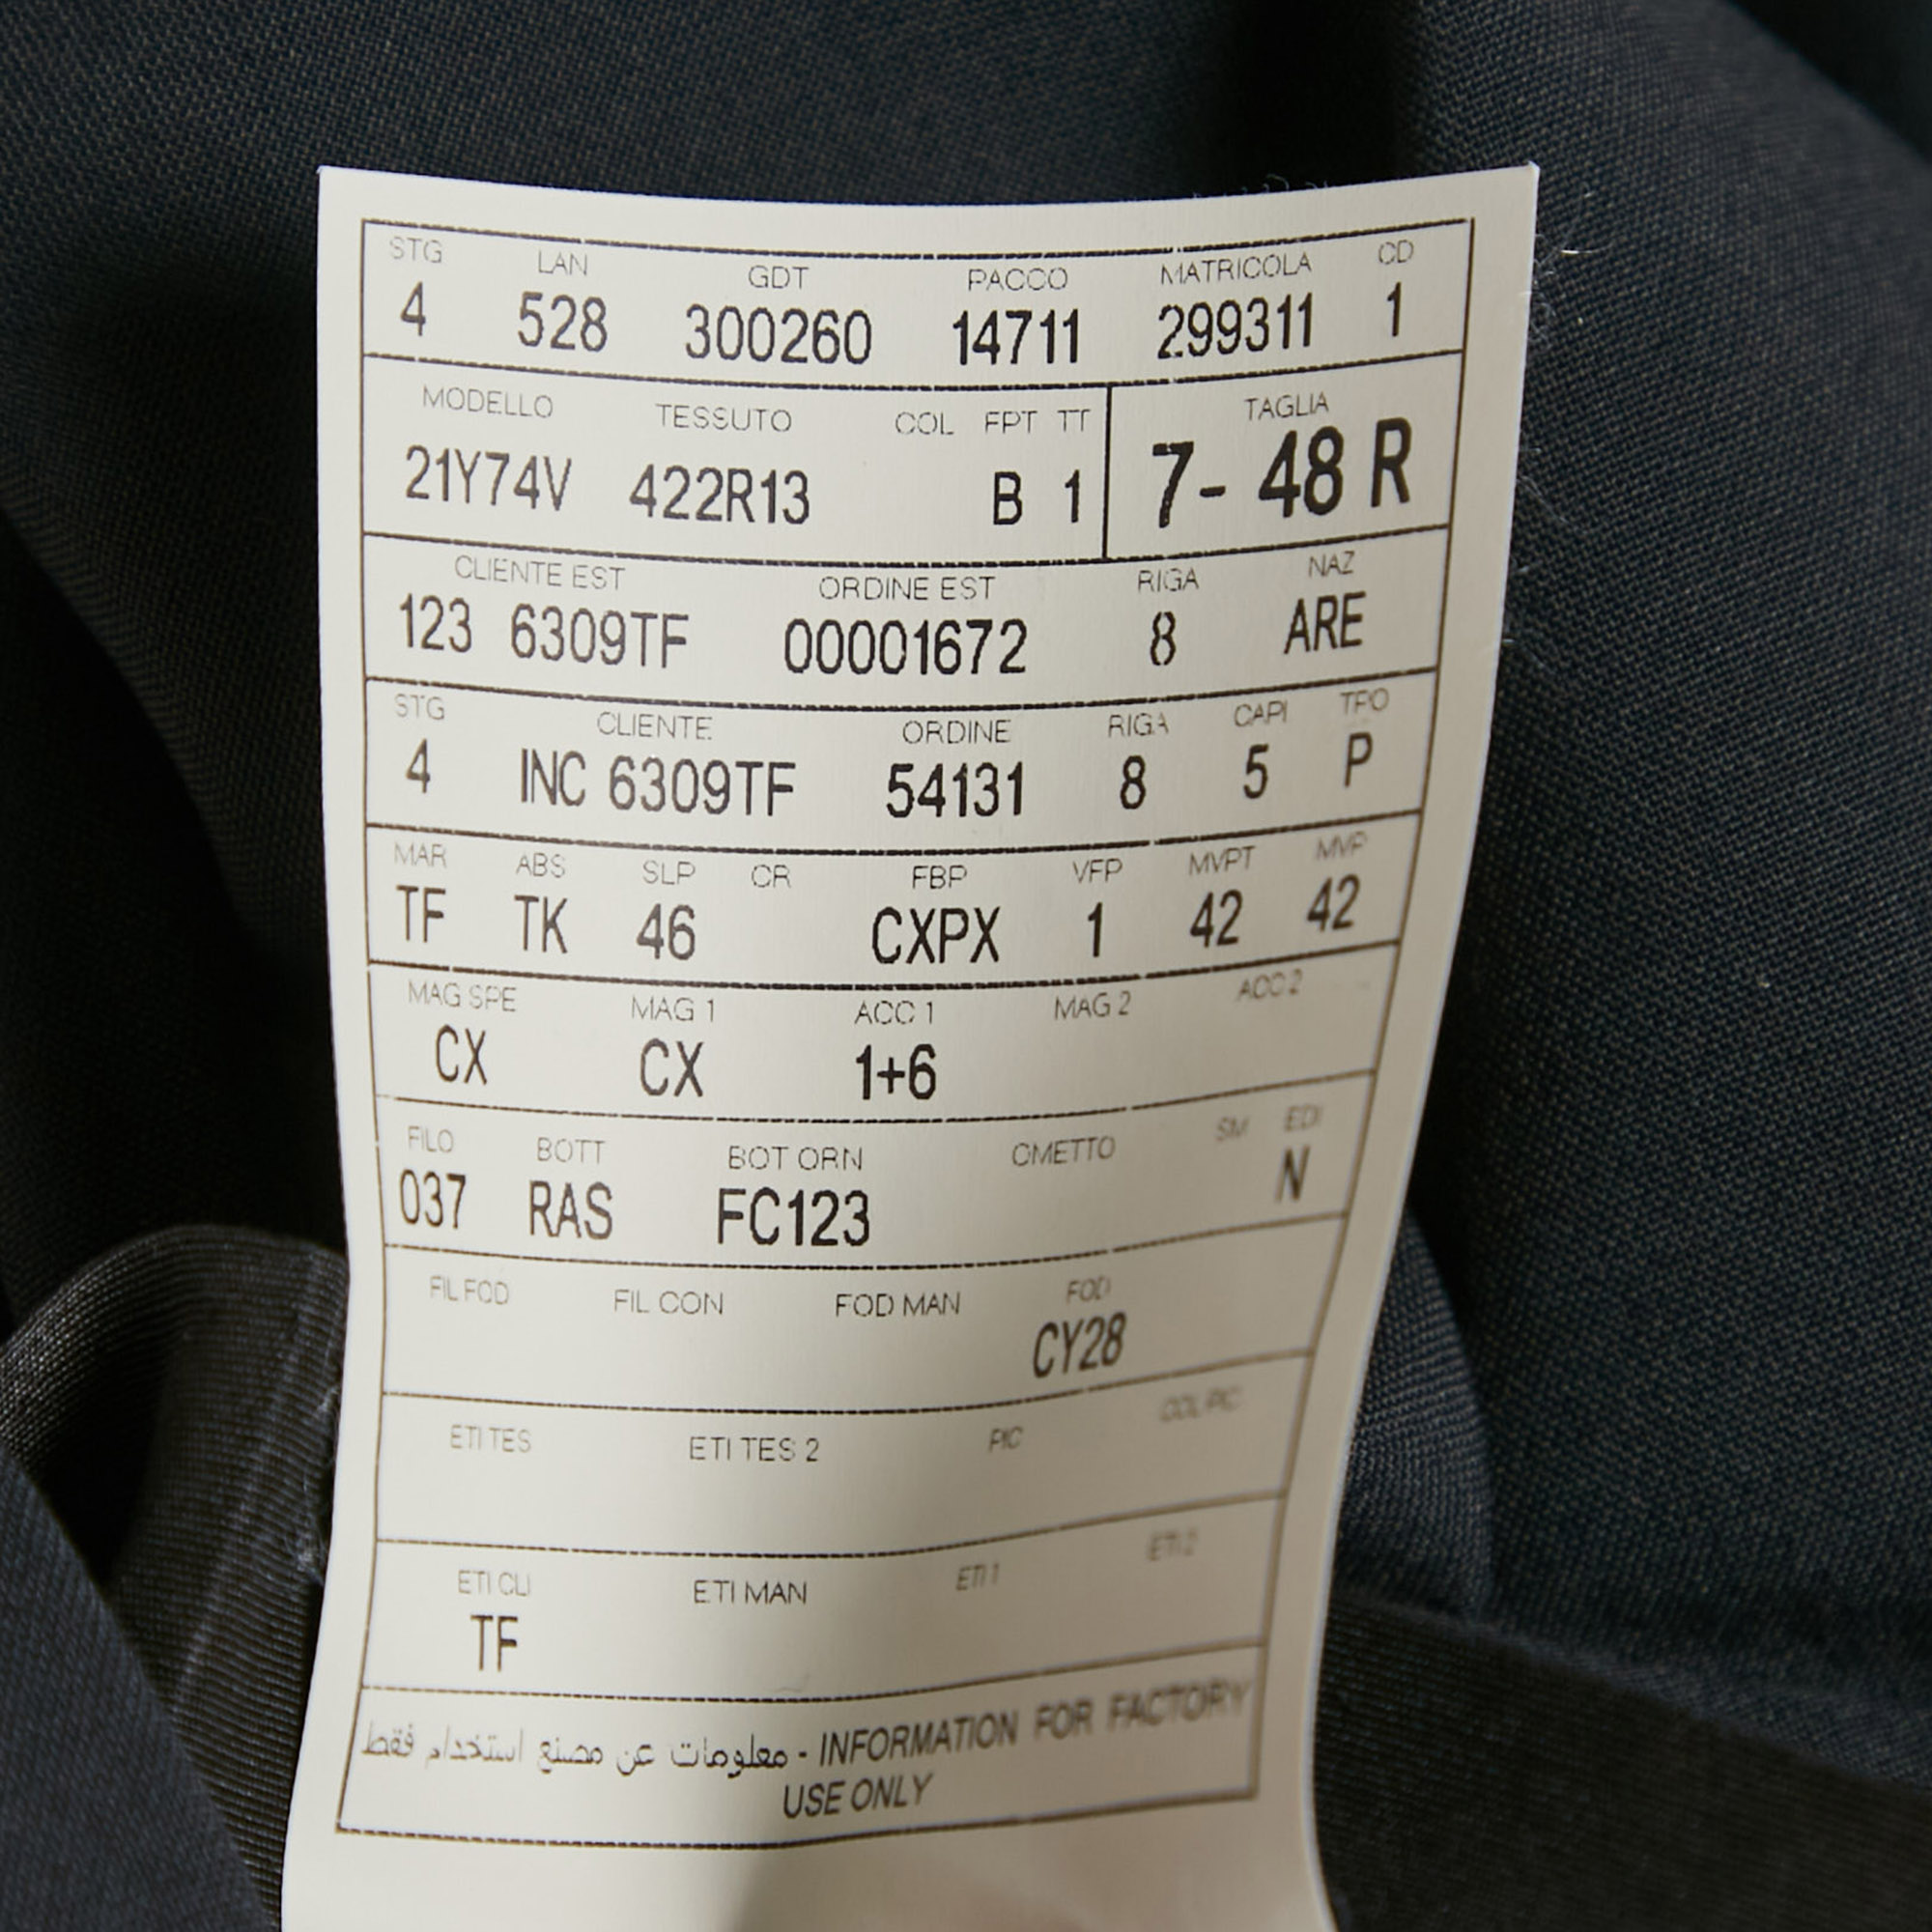 STG LAN GDT PACCO MATRICOLA CD
4 528 300260 14711 299311 1
MODELLO TESSUTO COL FPT TT TAGLIA
21Y74V 422R13 B 1 7- 48 R
CLIENTE EST ORDINE EST RIGA NAZ
123 6309TF 00001672 8 ARE
STG CLIENTE ORDINE RIGA CAPI TPO
4 INC 6309TF 54131 8 5 P
MAR ABS SLP CR FBP VFP MVPT MVP
TF TK 46 CXPX 1 42 42
MAG SPE MAG 1 ACC 1 MAG 2 ACC 2
CX CX 1+6
FILO BOTT BOT ORN CMETTO SM EDI
037 RAS FC123 N
FIL FOD FIL CON FOD MAN FOD
CY28
ETI TES ETI TES 2 PIC COL PIC
ETI CLI ETI MAN ETI 1 ETI 2
TF
معلومات عن مصنع استخدام فقط - INFORMATION FOR FACTORY
USE ONLY